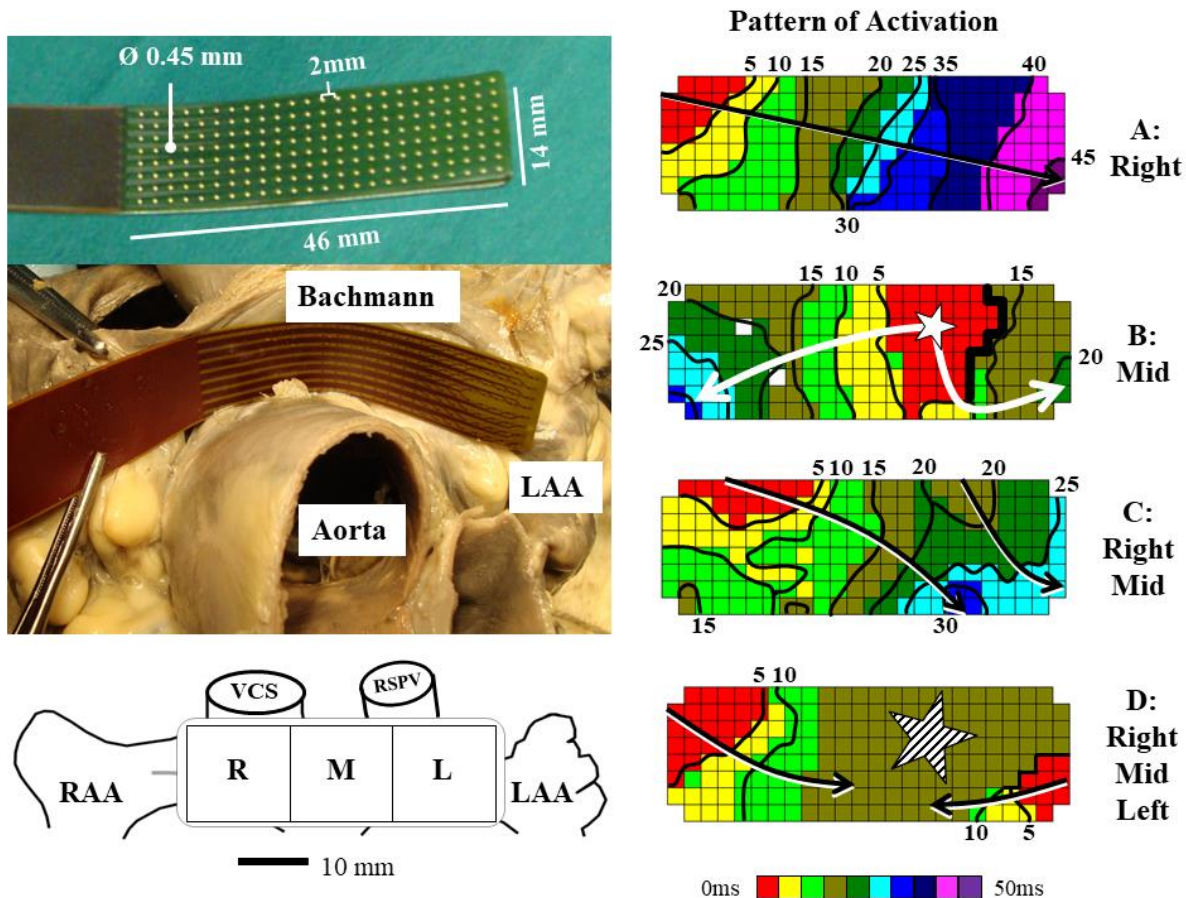 Ø 0.45 mm
2mm
14 mm
46 mm
Bachmann
LAA
Aorta
VCS
RSPV
R
M
L
RAA
LAA
10 mm
Pattern of Activation
5 10 15 20 25 35 40
45
30
A:
Right
20 15 10 5 15
25
20
B:
Mid
5 10 15 20 20 25
15 30
C:
Right
Mid
5 10
10 5
D:
Right
Mid
Left
0ms 50ms